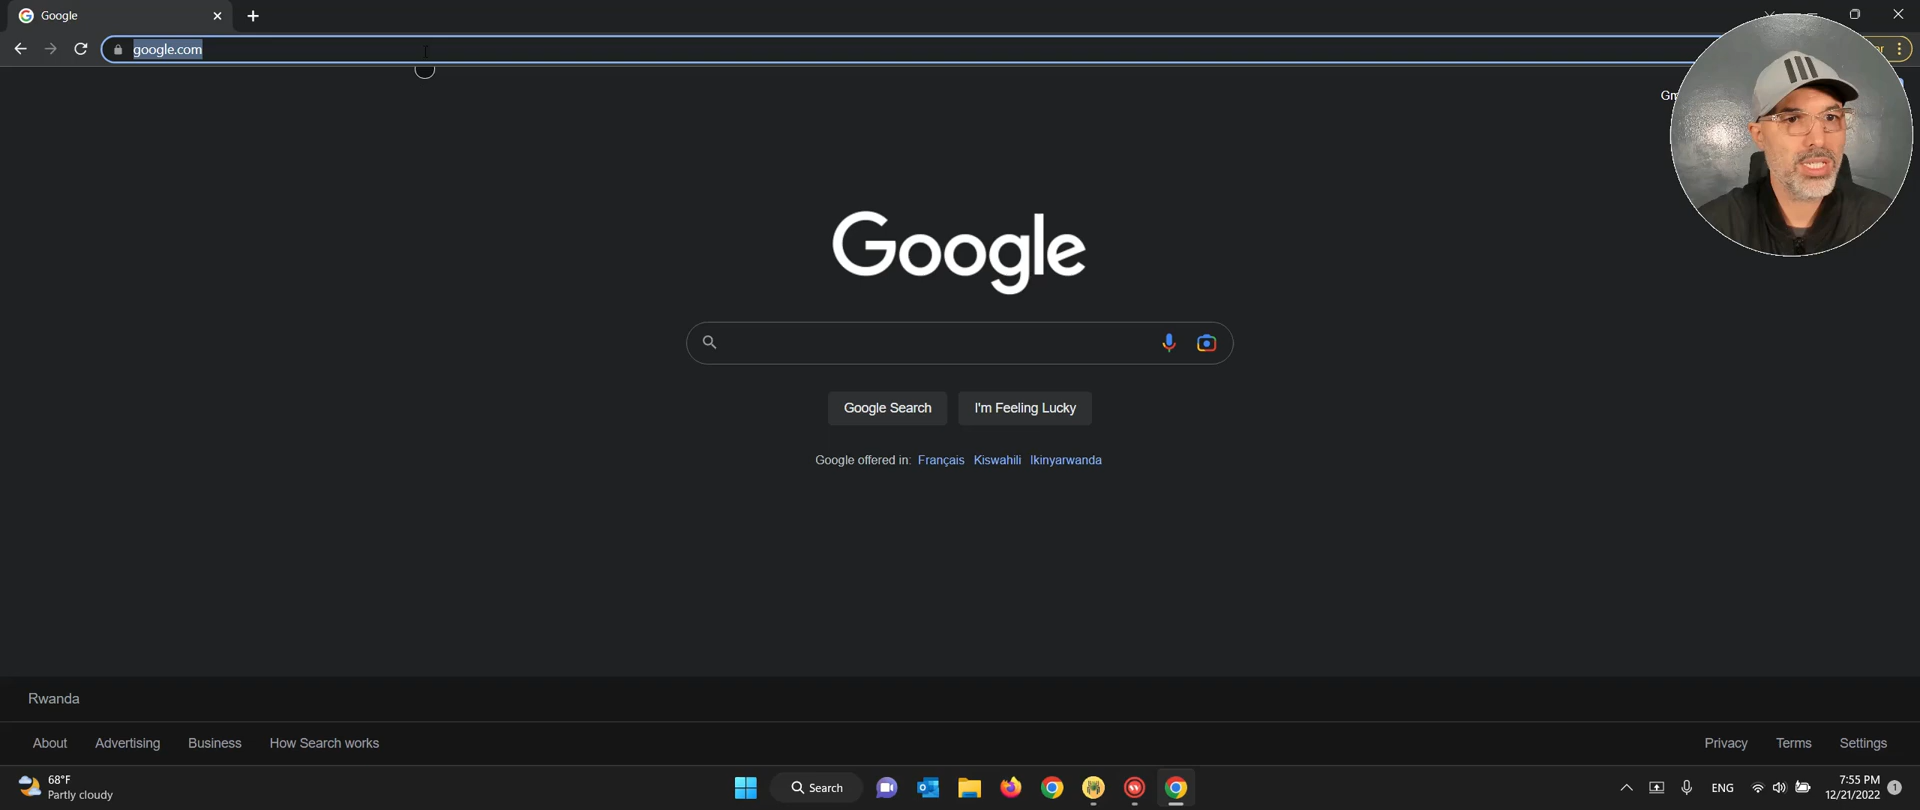 Google
google.com
Google
Google Search
I'm Feeling Lucky
Google offered in: Français Kiswahili Ikinyarwanda
Rwanda
About
Advertising
Business
How Search works
Privacy
Terms
Settings
68°F
Partly cloudy
Search
ENG
7:55 PM
12/21/2022
1